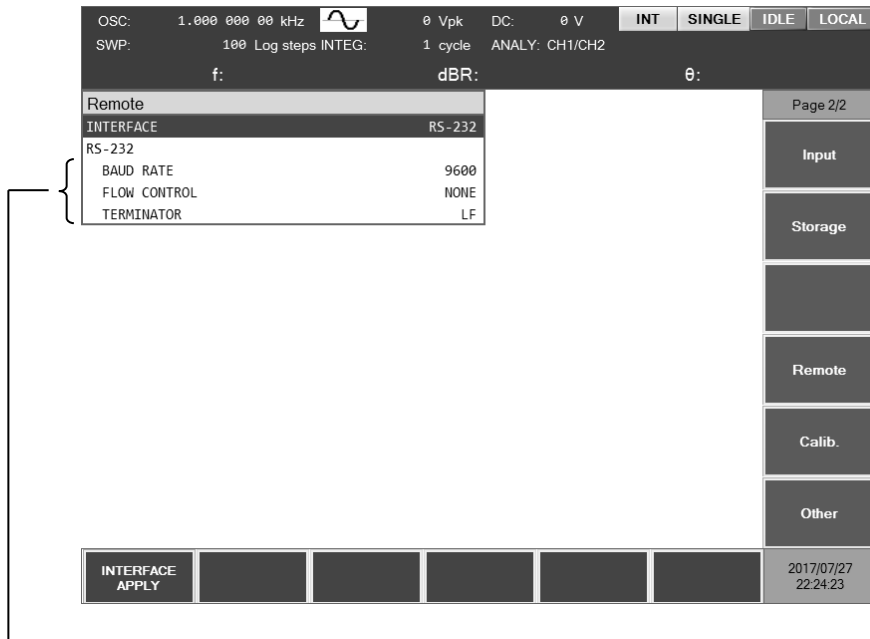 OSC: 1.000 000 00 kHz 0 Vpk DC: 0 V INT SINGLE IDLE LOCAL
SWP: 100 Log steps INTEG: 1 cycle ANALY: CH1/CH2
f: dBR: θ:
Remote
INTERFACE RS-232
RS-232
BAUD RATE 9600
FLOW CONTROL NONE
TERMINATOR LF
Page 2/2
Input
Storage
Remote
Calib.
Other
INTERFACE
APPLY
2017/07/27
22:24:23